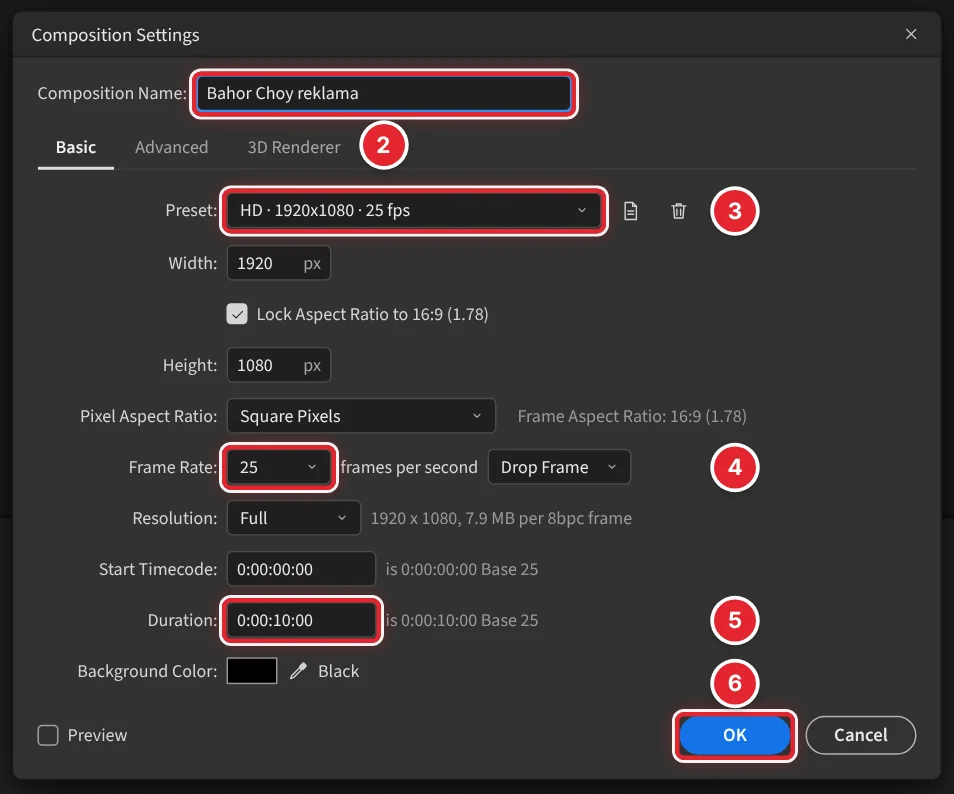 Composition Settings
Composition Name: Bahor Choy reklama
Basic Advanced 3D Renderer 2
Preset: HD · 1920x1080 · 25 fps 3
Width: 1920 px
Lock Aspect Ratio to 16:9 (1.78)
Height: 1080 px
Pixel Aspect Ratio: Square Pixels Frame Aspect Ratio: 16:9 (1.78)
Frame Rate: 25 frames per second Drop Frame 4
Resolution: Full 1920 x 1080, 7.9 MB per 8bpc frame
Start Timecode: 0:00:00:00 is 0:00:00:00 Base 25
Duration: 0:00:10:00 is 0:00:10:00 Base 25 5
Background Color: Black 6
Preview OK Cancel